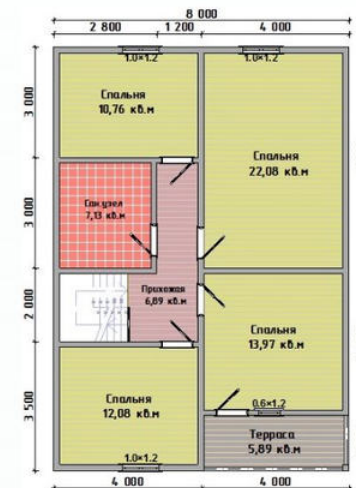 8 000
2 800 1 200 4 000
1.0×1.2 1.0×1.2
3 000
Спальня
10,76 кв.м
Спальня
22,08 кв.м
3 000
Сан.узел
7,13 кв.м
2 000
Прихожая
6,89 кв.м
Спальня
13,97 кв.м
3 500
Спальня
12,08 кв.м
0.6×1.2
Терраса
5,89 кв.м
1.0×1.2
4 000 4 000